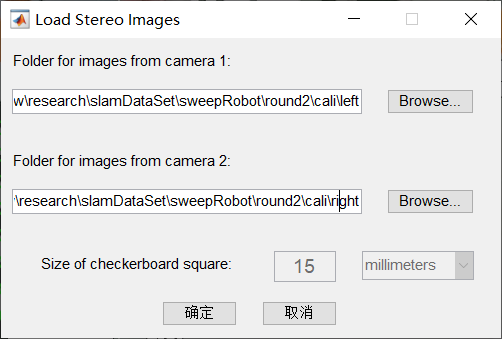 Load Stereo Images
Folder for images from camera 1:
w\research\slamDataSet\sweepRobot\round2\cali\left
Browse...
Folder for images from camera 2:
\research\slamDataSet\sweepRobot\round2\cali\right
Browse...
Size of checkerboard square:
15
millimeters
确定
取消